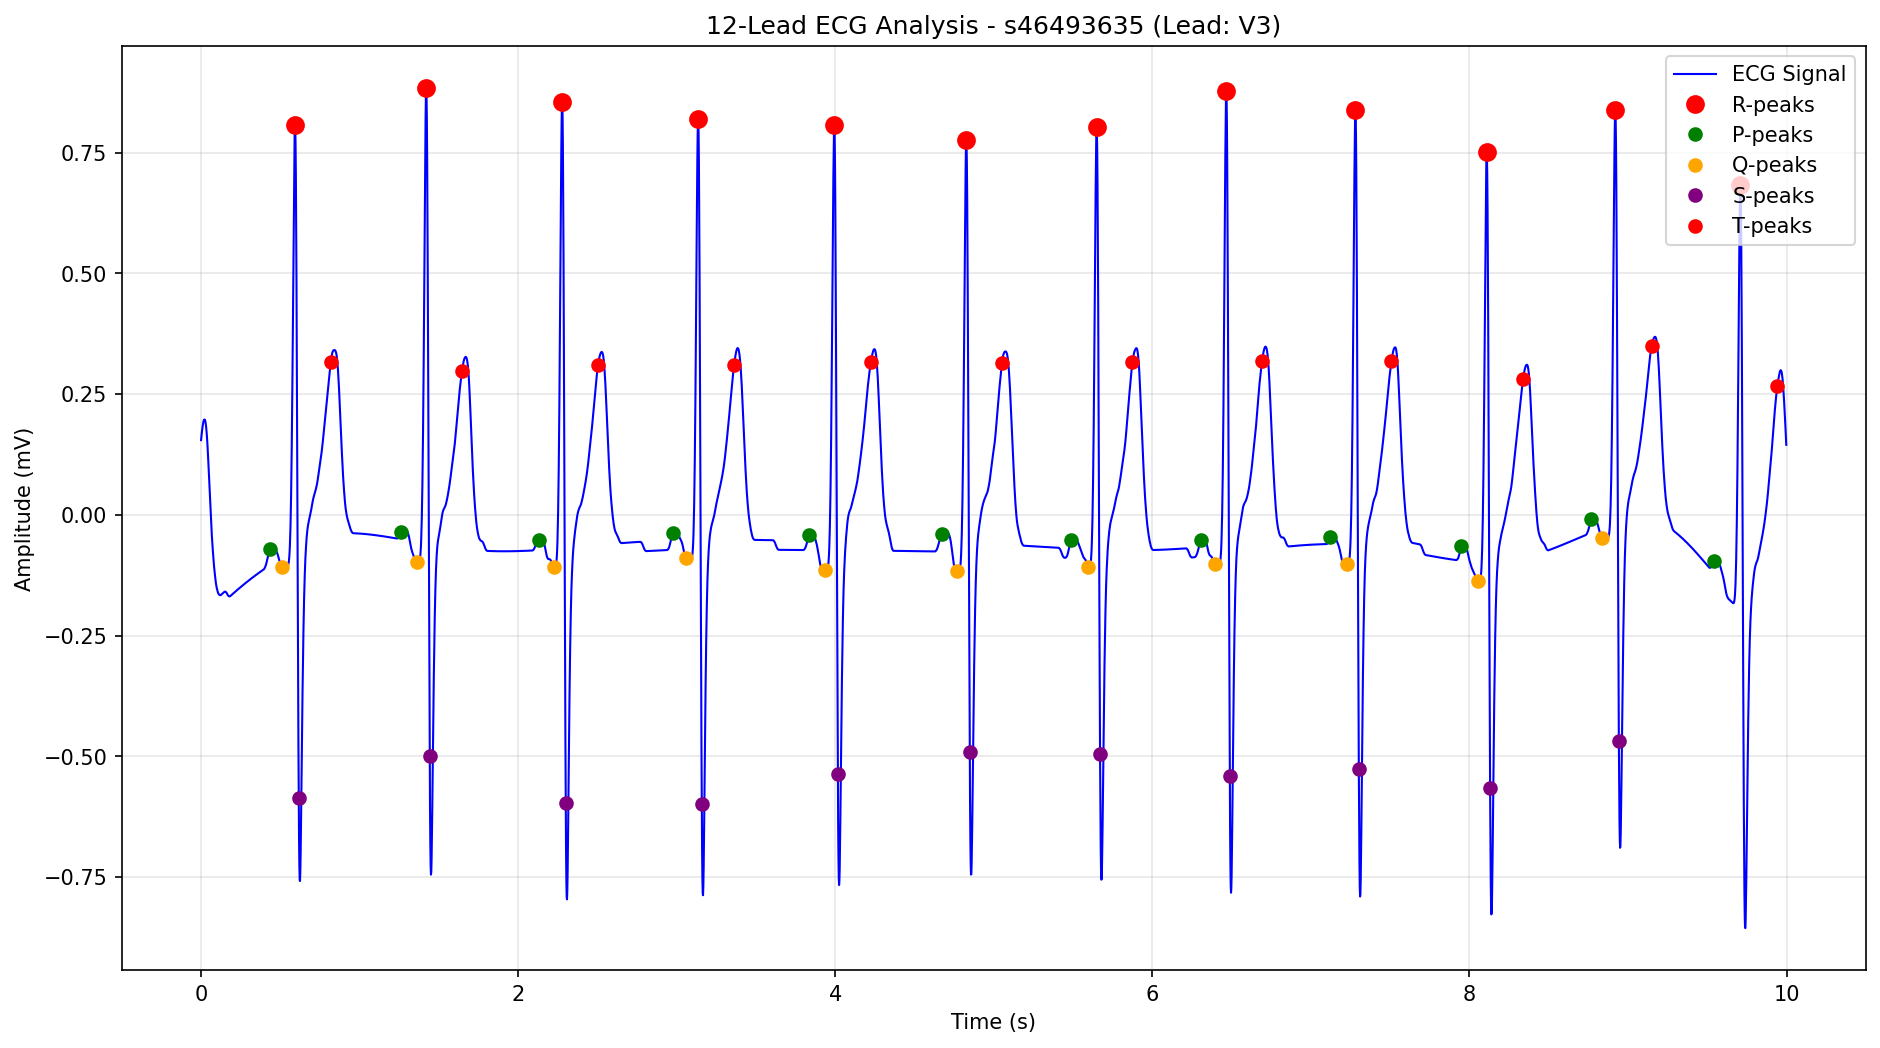 12-Lead ECG Analysis - s46493635 (Lead: V3)
ECG Signal
R-peaks
P-peaks
Q-peaks
S-peaks
T-peaks
Amplitude (mV)
0.75
0.50
0.25
0.00
−0.25
−0.50
−0.75
0 2 4 6 8 10
Time (s)